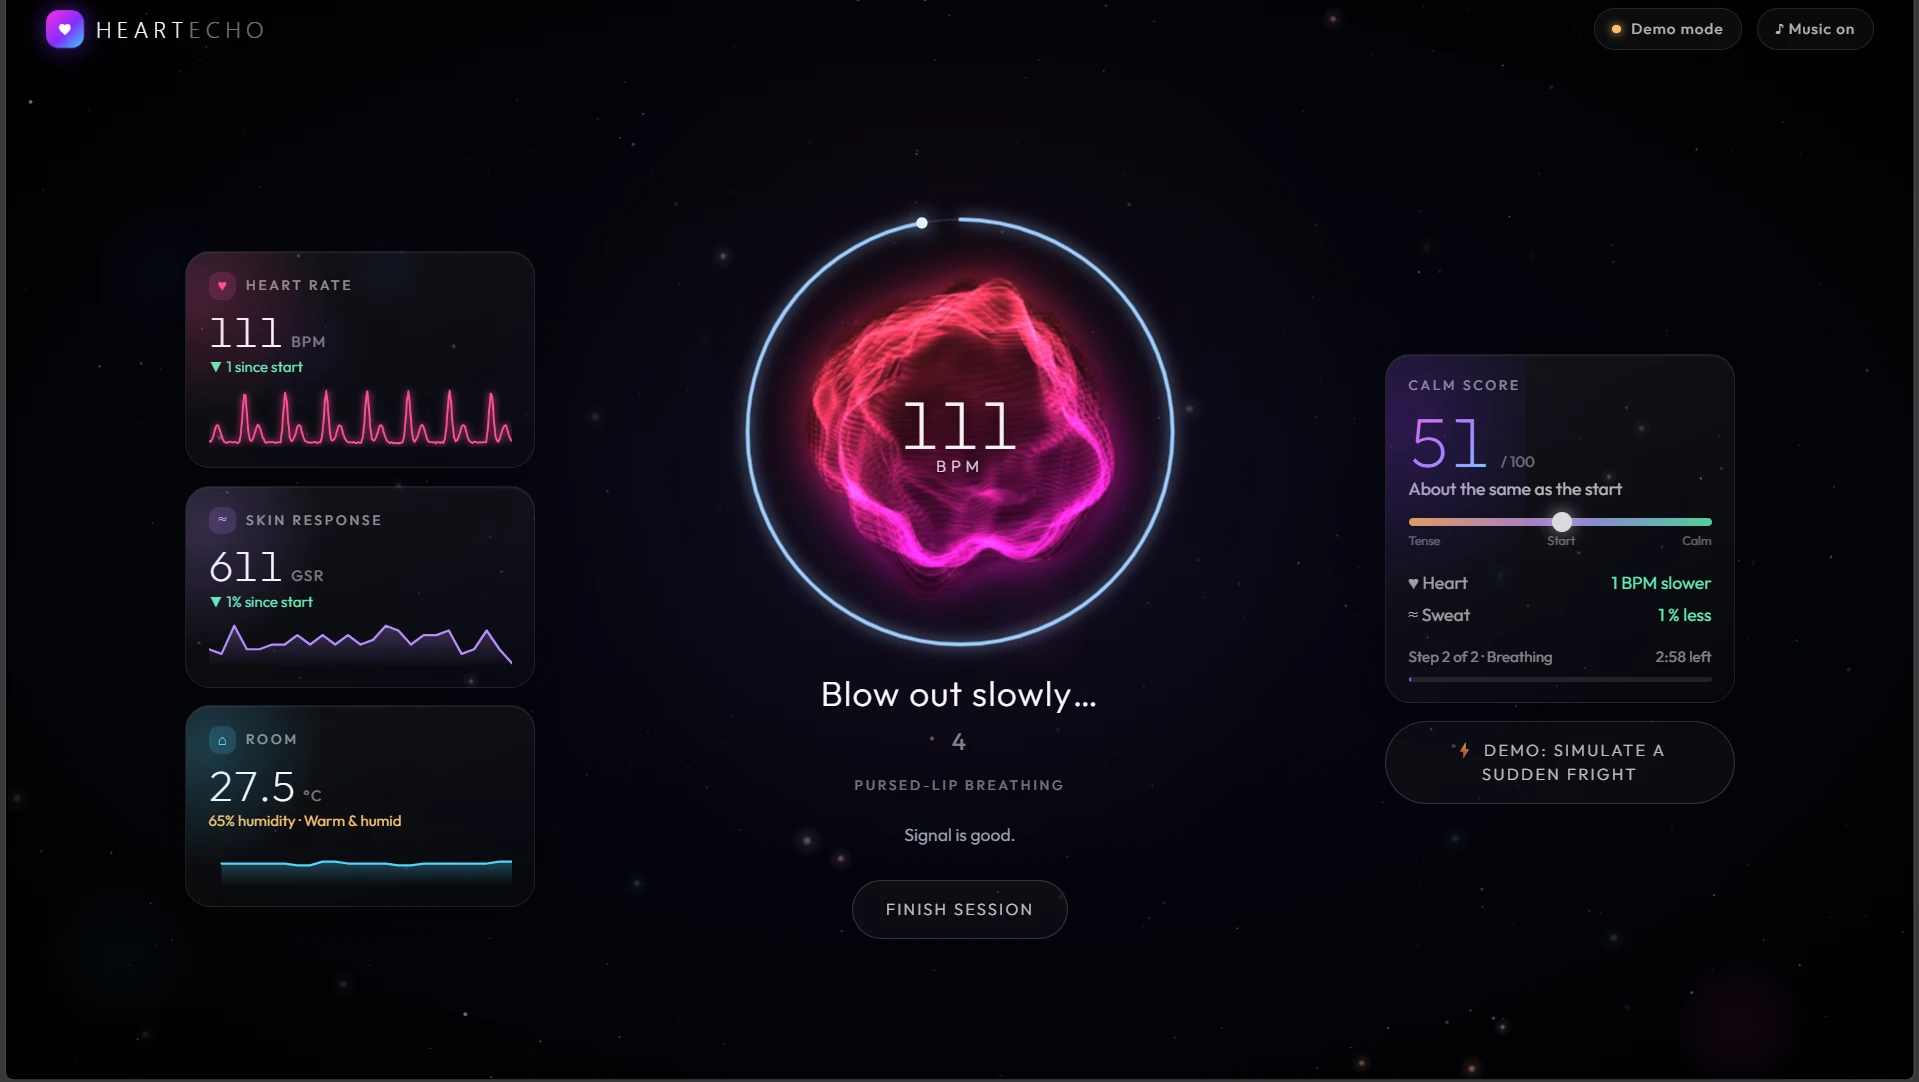 HEARTECHO
Demo mode
♪ Music on
♥ HEART RATE
111 BPM
▼ 1 since start
≈ SKIN RESPONSE
611 GSR
▼ 1% since start
⌂ ROOM
27.5 °C
65% humidity · Warm & humid
111
BPM
Blow out slowly...
4
PURSED-LIP BREATHING
Signal is good.
FINISH SESSION
CALM SCORE
51 / 100
About the same as the start
Tense Start Calm
♥ Heart 1 BPM slower
≈ Sweat 1 % less
Step 2 of 2 · Breathing 2:58 left
DEMO: SIMULATE A
SUDDEN FRIGHT